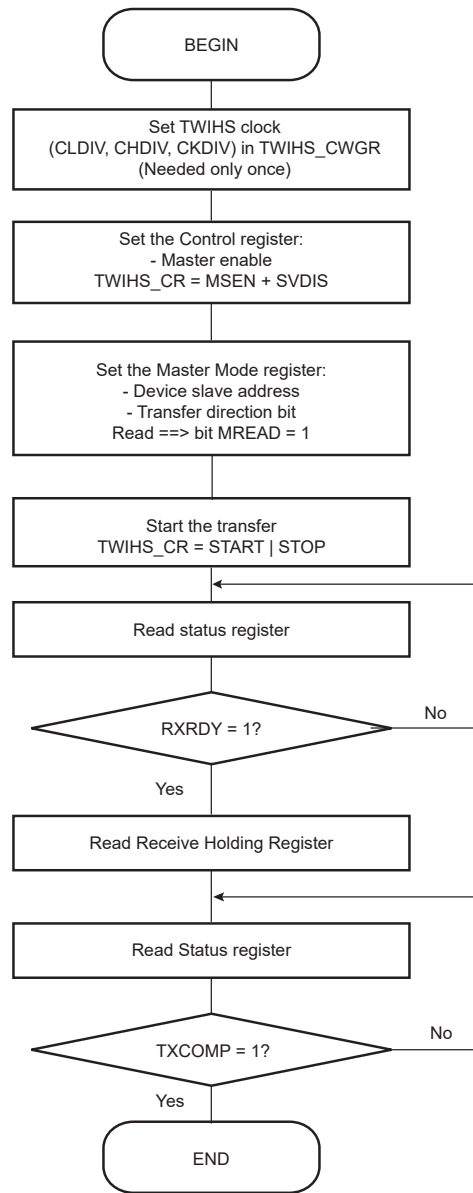 BEGIN
Set TWIHS clock
(CLDIV, CHDIV, CKDIV) in TWIHS_CWGR
(Needed only once)
Set the Control register:
- Master enable
TWIHS_CR = MSEN + SVDIS
Set the Master Mode register:
- Device slave address
- Transfer direction bit
Read ==> bit MREAD = 1
Start the transfer
TWIHS_CR = START | STOP
Read status register
RXRDY = 1?
No
Yes
Read Receive Holding Register
Read Status register
TXCOMP = 1?
No
Yes
END